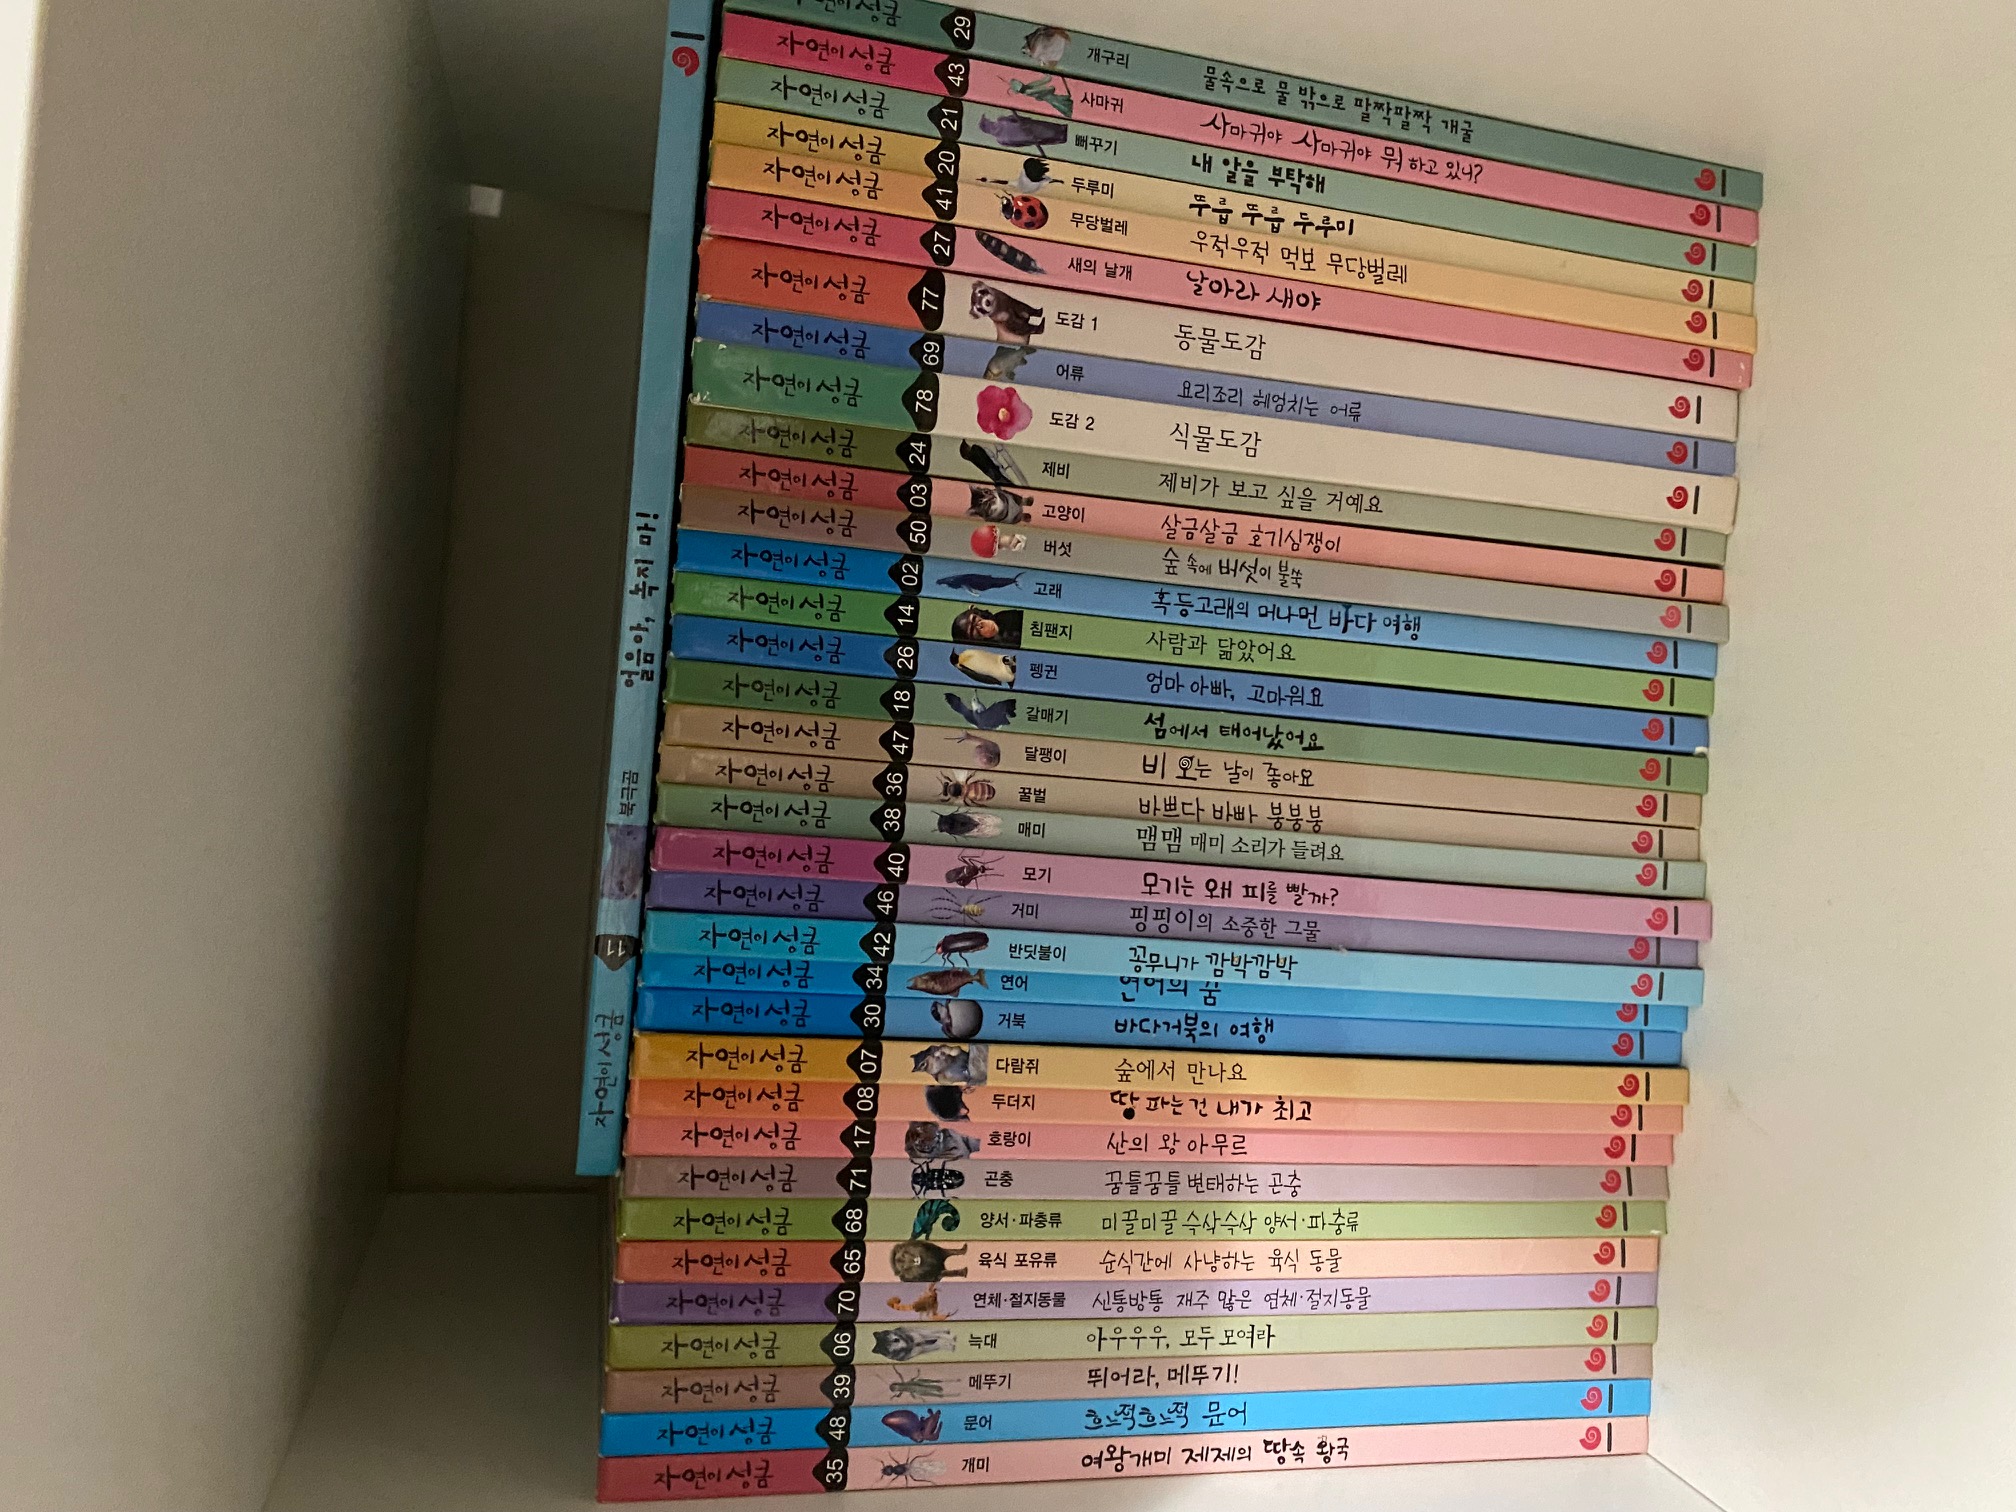 자연이 성큼 29 개구리 물속으로 물 밖으로 팔짝팔짝 개굴
자연이 성큼 43 사마귀 사마귀야 사마귀야 뭐 하고 있니?
자연이 성큼 21 뻐꾸기 내 알을 부탁해
자연이 성큼 20 두루미 뚜릅 뚜릅 두루미
자연이 성큼 41 무당벌레 우적우적 먹보 무당벌레
자연이 성큼 27 새의 날개 날아라 새야
자연이 성큼 77 도감 1 동물도감
자연이 성큼 69 어류 요리조리 헤엄치는 어류
자연이 성큼 78 도감 2 식물도감
자연이 성큼 24 제비 제비가 보고 싶을 거예요
자연이 성큼 03 고양이 살금살금 호기심쟁이
자연이 성큼 50 버섯 숲 속에 버섯이 불쑥
자연이 성큼 02 고래 혹등고래의 머나먼 바다 여행
자연이 성큼 14 침팬지 사람과 닮았어요
자연이 성큼 26 펭귄 엄마 아빠, 고마워요
자연이 성큼 18 갈매기 섬에서 태어났어요
자연이 성큼 47 달팽이 비 오는 날이 좋아요
자연이 성큼 36 꿀벌 바쁘다 바빠 붕붕붕
자연이 성큼 38 매미 맴맴 매미 소리가 들려요
자연이 성큼 40 모기 모기는 왜 피를 빨까?
자연이 성큼 46 거미 핑핑이의 소중한 그물
자연이 성큼 42 반딧불이 꽁무니가 깜박깜박
자연이 성큼 34 연어 연어의 꿈
자연이 성큼 30 거북 바다거북의 여행
자연이 성큼 07 다람쥐 숲에서 만나요
자연이 성큼 08 두더지 땅 파는 건 내가 최고
자연이 성큼 17 호랑이 산의 왕 아무르
자연이 성큼 71 곤충 꿈틀꿈틀 변태하는 곤충
자연이 성큼 68 양서·파충류 미끌미끌 슥삭슥삭 양서·파충류
자연이 성큼 65 육식 포유류 순식간에 사냥하는 육식 동물
자연이 성큼 70 연체·절지동물 신통방통 재주 많은 연체·절지동물
자연이 성큼 06 늑대 아우우우, 모두 모여라
자연이 성큼 39 메뚜기 뛰어라, 메뚜기!
자연이 성큼 48 문어 흐느적흐느적 문어
자연이 성큼 35 개미 여왕개미 제제의 땅속 왕국
자연이 성큼 11 북극곰 얼음아, 녹지 마!